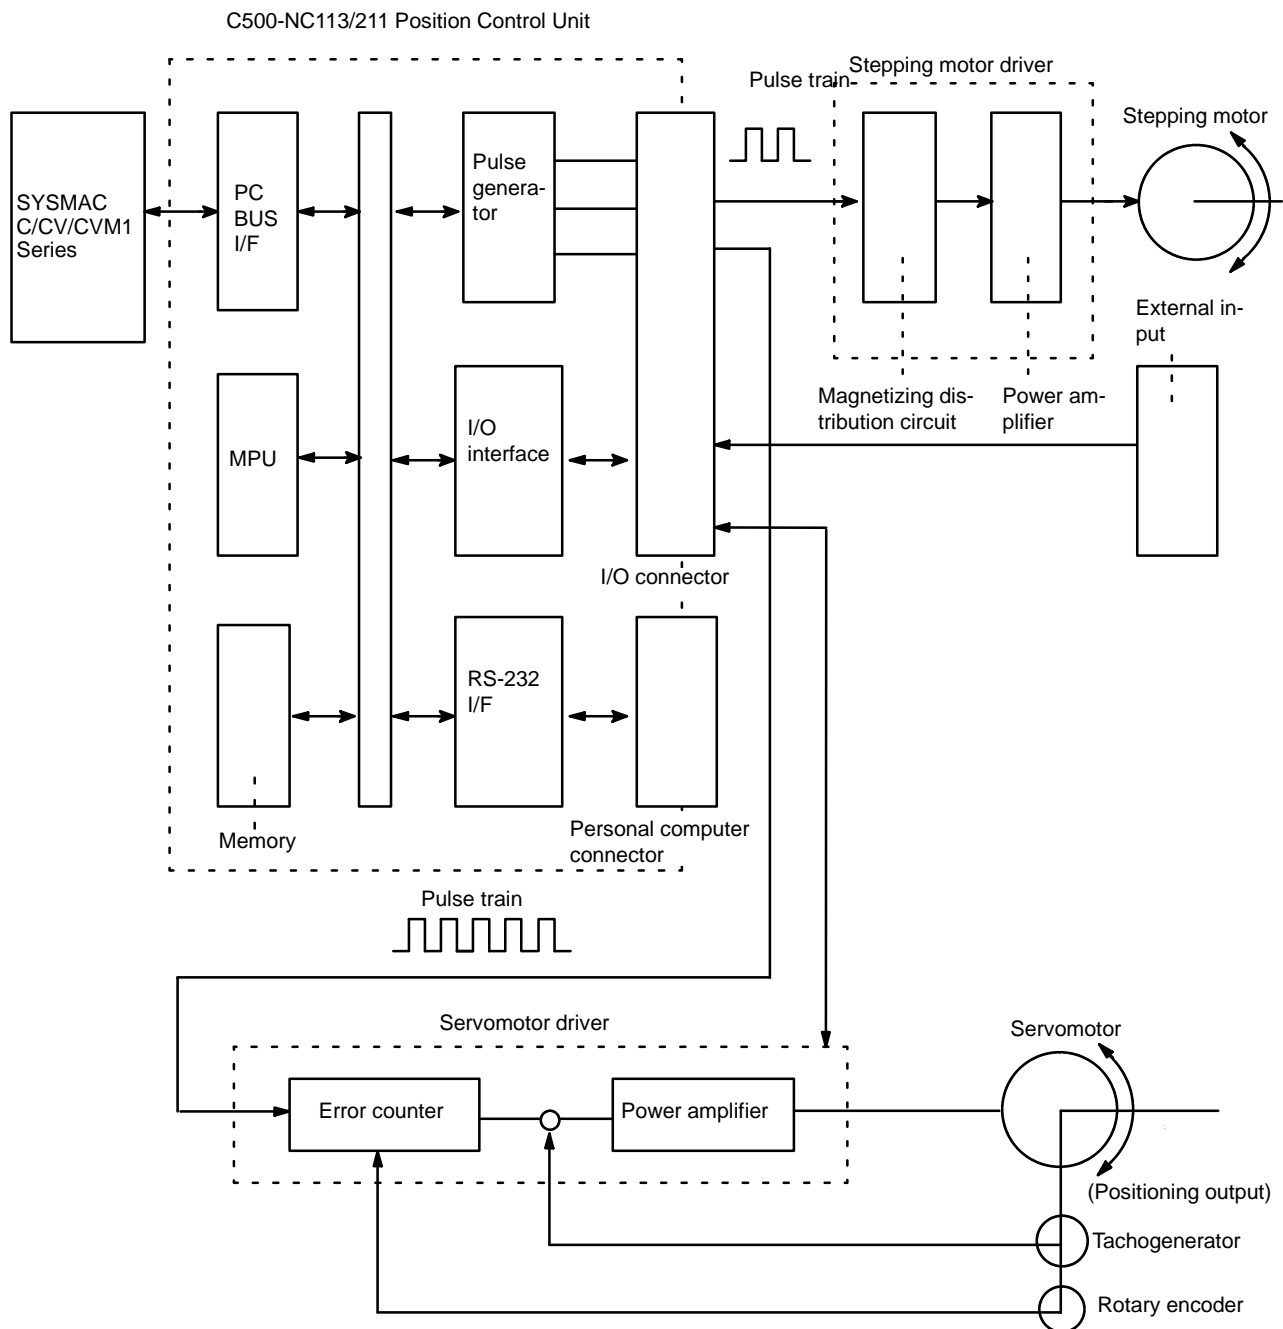 C500-NC113/211 Position Control Unit
Pulse train
Stepping motor driver
Stepping motor
SYSMAC
C/CV/CVM1
Series
PC
BUS
I/F
Pulse
genera-
tor
External in-
put
Magnetizing dis-
tribution circuit
Power am-
plifier
MPU
I/O
interface
I/O connector
RS-232
I/F
Memory
Personal computer
connector
Pulse train
Servomotor driver
Servomotor
Error counter
Power amplifier
(Positioning output)
Tachogenerator
Rotary encoder